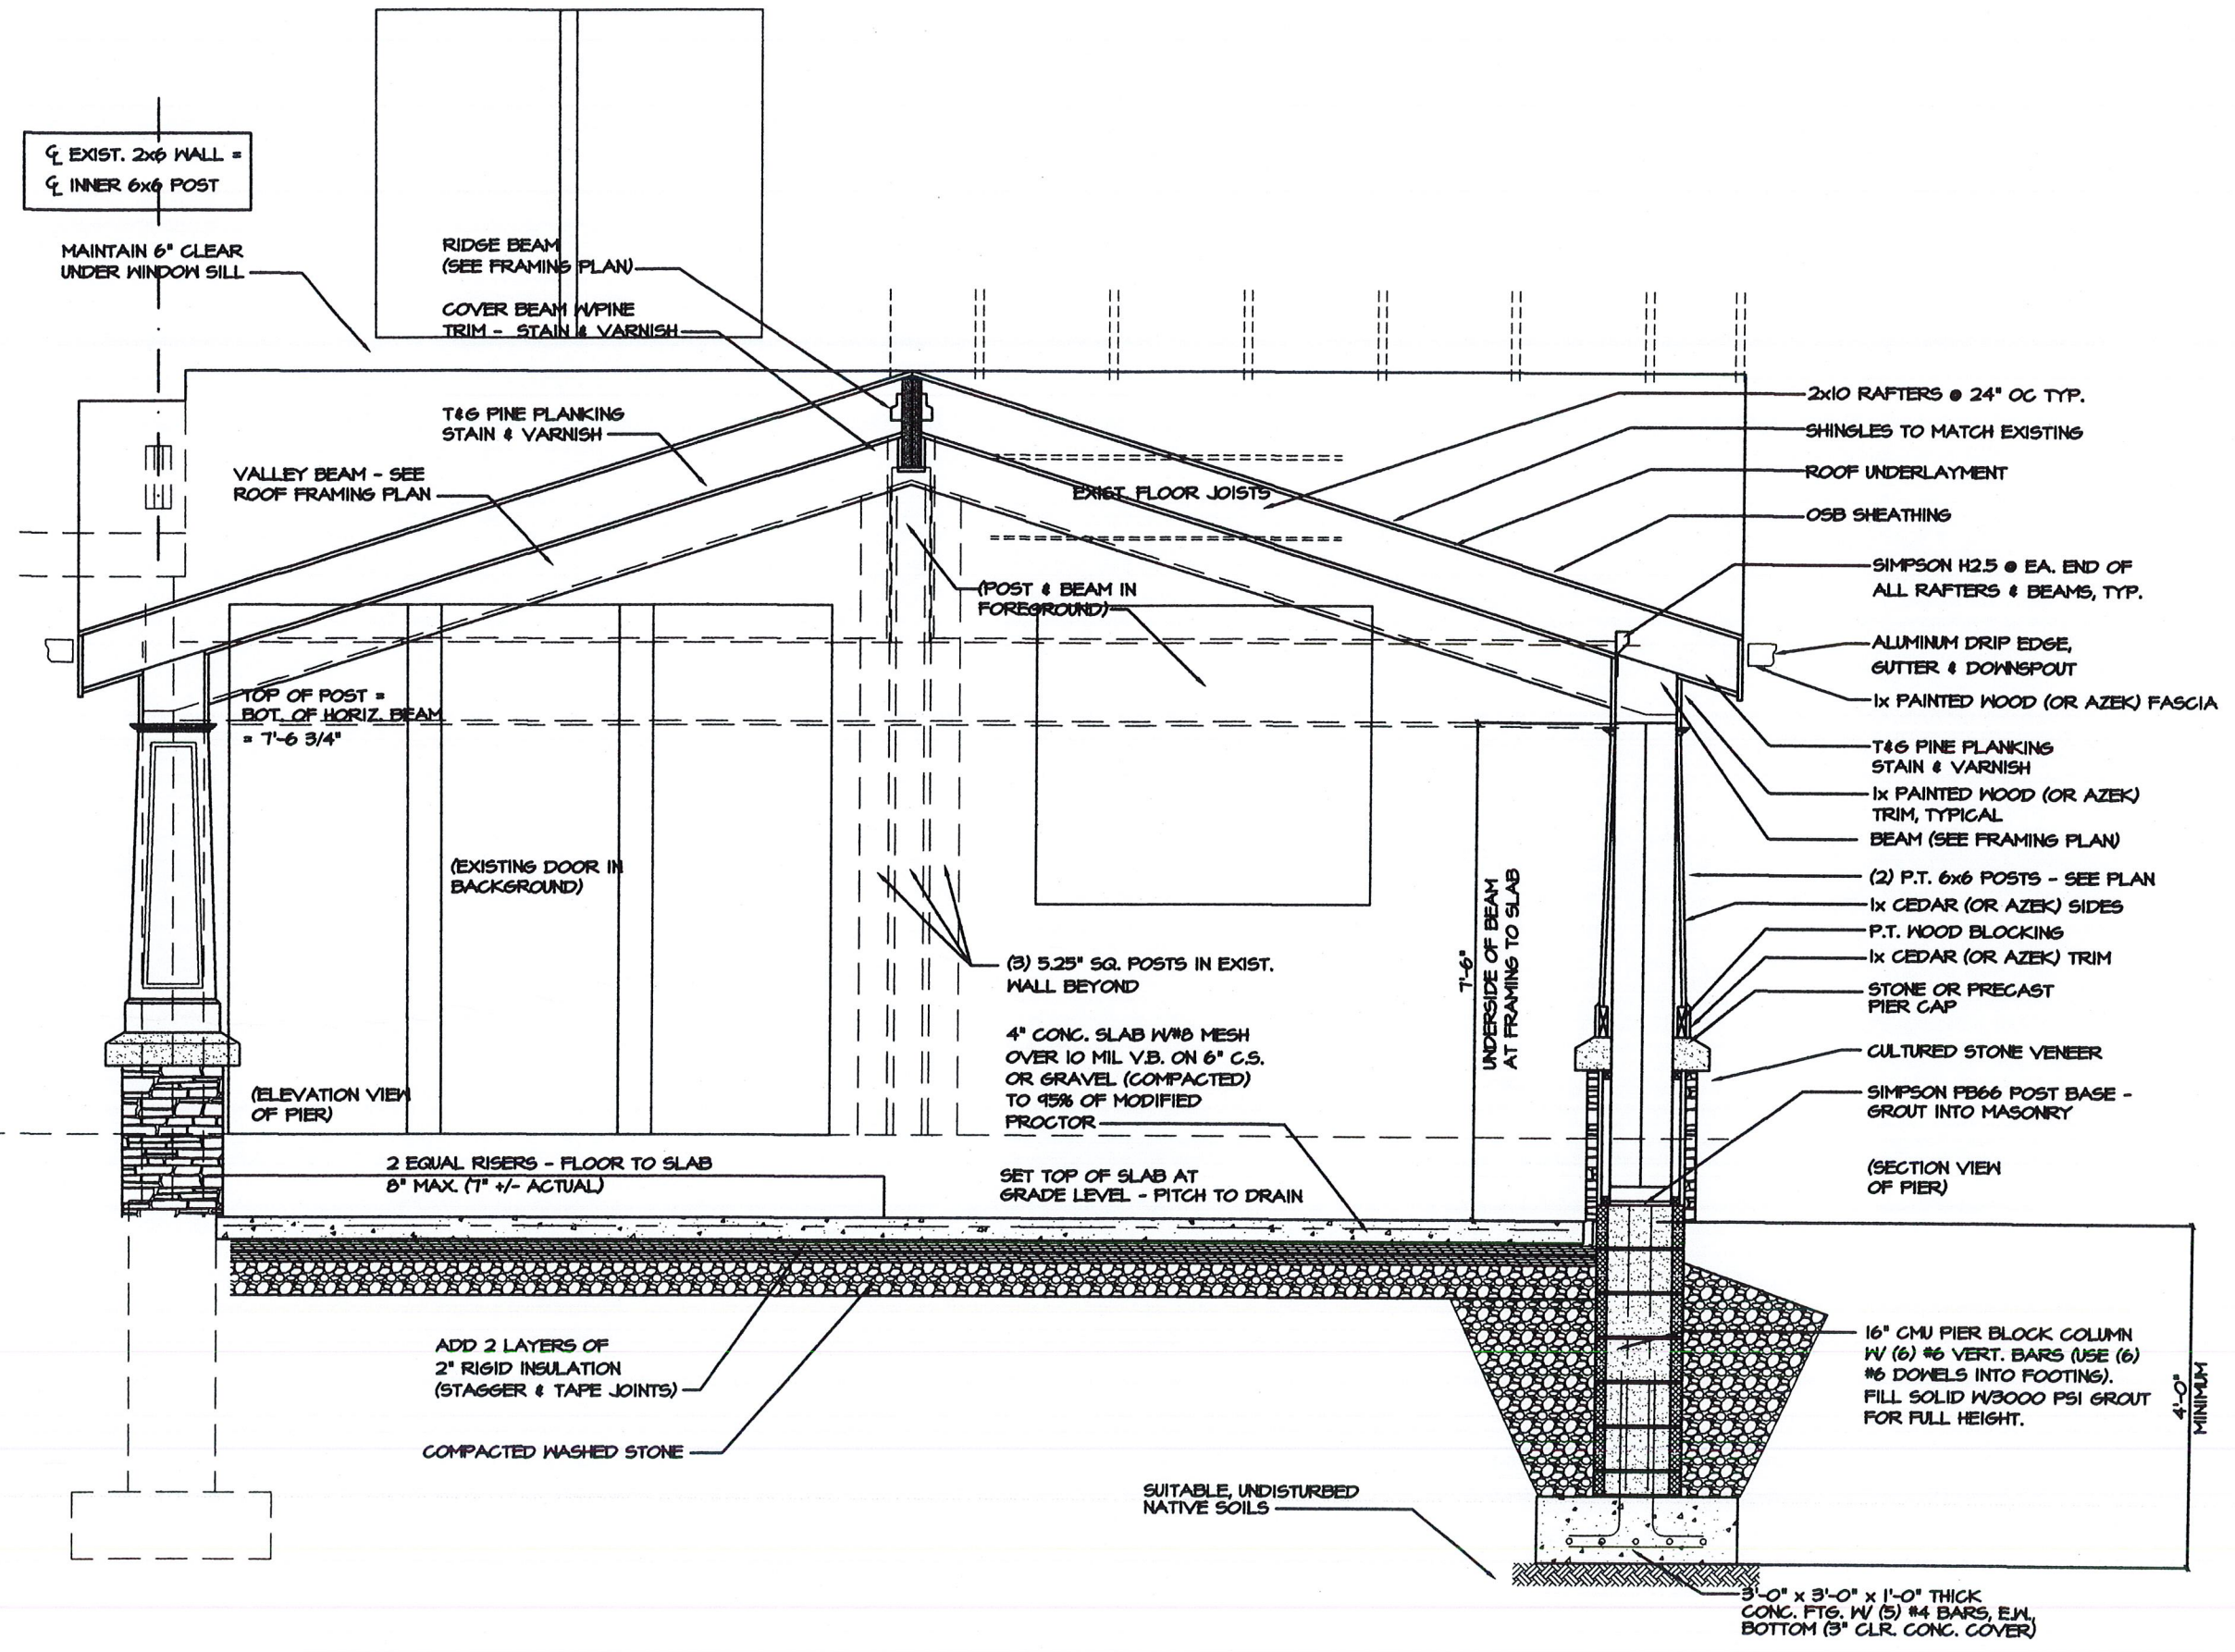 ℄ EXIST. 2x6 WALL =
℄ INNER 6x6 POST
MAINTAIN 6" CLEAR
UNDER WINDOW SILL
RIDGE BEAM
(SEE FRAMING PLAN)
COVER BEAM W/PINE
TRIM - STAIN & VARNISH
T&G PINE PLANKING
STAIN & VARNISH
VALLEY BEAM - SEE
ROOF FRAMING PLAN
EXIST. FLOOR JOISTS
(POST & BEAM IN
FOREGROUND)
TOP OF POST =
BOT. OF HORIZ. BEAM
= 7'-6 3/4"
(EXISTING DOOR IN
BACKGROUND)
(3) 5.25" SQ. POSTS IN EXIST.
WALL BEYOND
4" CONC. SLAB W/#8 MESH
OVER 10 MIL V.B. ON 6" C.S.
OR GRAVEL (COMPACTED)
TO 95% OF MODIFIED
PROCTOR
(ELEVATION VIEW
OF PIER)
2 EQUAL RISERS - FLOOR TO SLAB
8" MAX. (7" +/- ACTUAL)
SET TOP OF SLAB AT
GRADE LEVEL - PITCH TO DRAIN
7'-6"
UNDERSIDE OF BEAM
AT FRAMING TO SLAB
ADD 2 LAYERS OF
2" RIGID INSULATION
(STAGGER & TAPE JOINTS)
COMPACTED WASHED STONE
SUITABLE, UNDISTURBED
NATIVE SOILS
2x10 RAFTERS @ 24" OC TYP.
SHINGLES TO MATCH EXISTING
ROOF UNDERLAYMENT
OSB SHEATHING
SIMPSON H2.5 @ EA. END OF
ALL RAFTERS & BEAMS, TYP.
ALUMINUM DRIP EDGE,
GUTTER & DOWNSPOUT
1x PAINTED WOOD (OR AZEK) FASCIA
T&G PINE PLANKING
STAIN & VARNISH
1x PAINTED WOOD (OR AZEK)
TRIM, TYPICAL
BEAM (SEE FRAMING PLAN)
(2) P.T. 6x6 POSTS - SEE PLAN
1x CEDAR (OR AZEK) SIDES
P.T. WOOD BLOCKING
1x CEDAR (OR AZEK) TRIM
STONE OR PRECAST
PIER CAP
CULTURED STONE VENEER
SIMPSON PB66 POST BASE -
GROUT INTO MASONRY
(SECTION VIEW
OF PIER)
16" CMU PIER BLOCK COLUMN
W/ (6) #6 VERT. BARS (USE (6)
#6 DOWELS INTO FOOTING).
FILL SOLID W/3000 PSI GROUT
FOR FULL HEIGHT.
4'-0"
MINIMUM
3'-0" x 3'-0" x 1'-0" THICK
CONC. FTG. W/ (5) #4 BARS, E.W.,
BOTTOM (3" CLR. CONC. COVER)